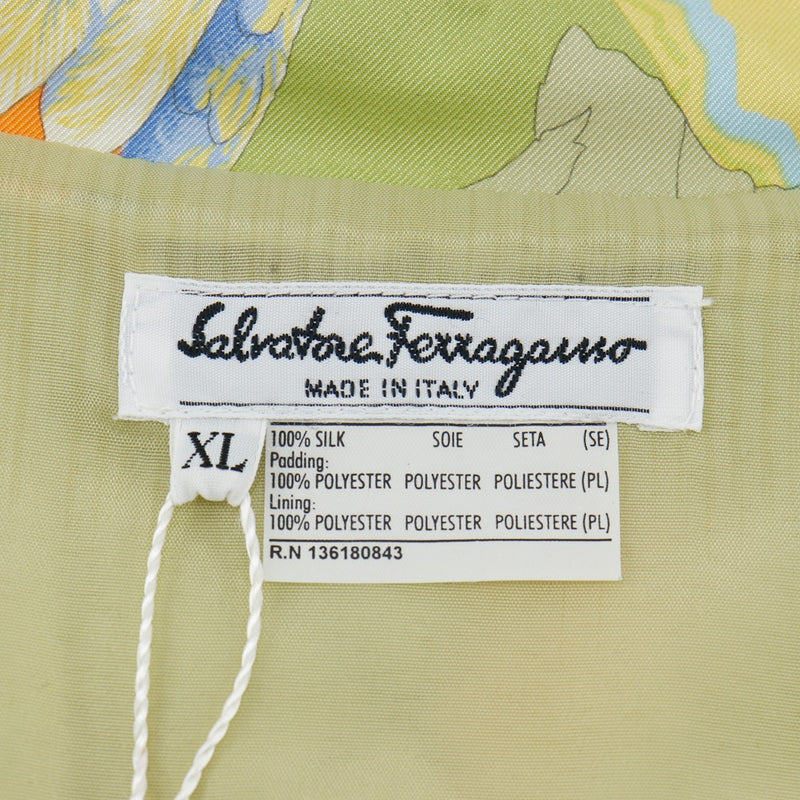 Salvatore Ferragamo
MADE IN ITALY
XL
100% SILK SOIE SETA (SE)
Padding:
100% POLYESTER POLYESTER POLIESTERE (PL)
Lining:
100% POLYESTER POLYESTER POLIESTERE (PL)
R.N 136180843